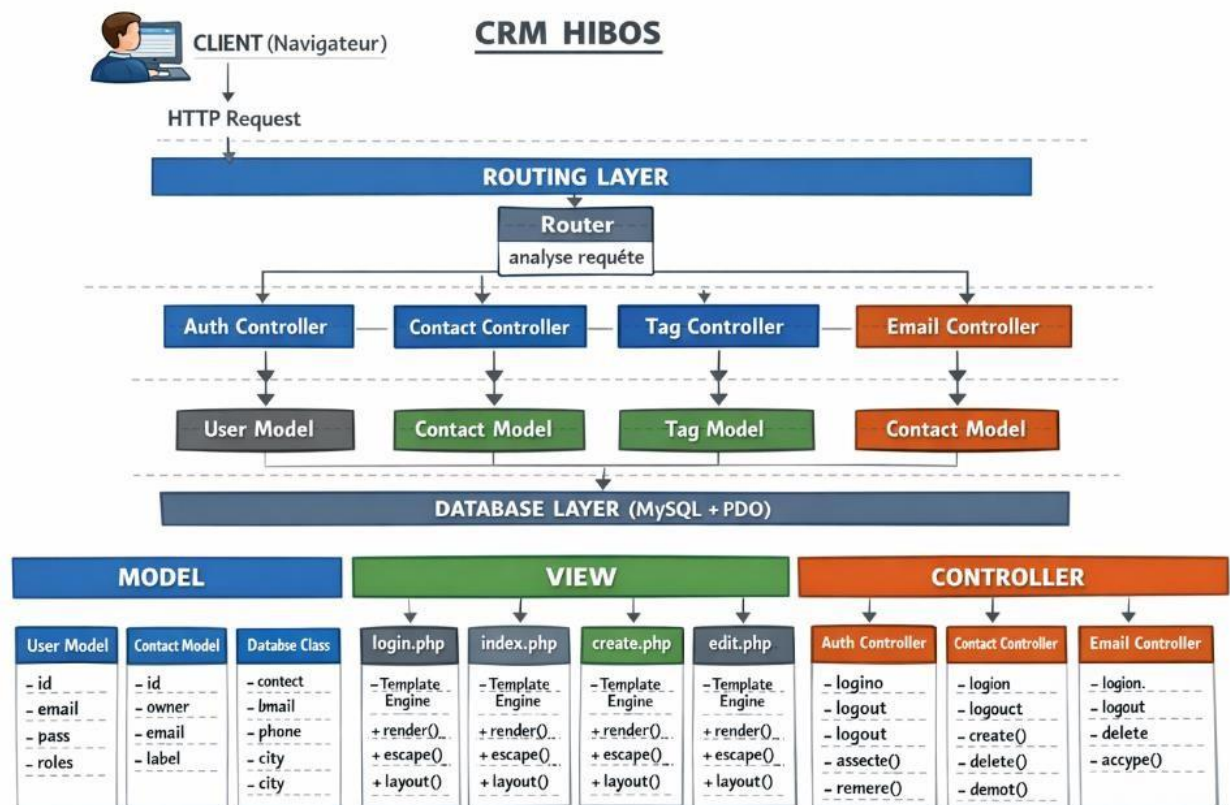 CRM HIBOS
CLIENT (Navigateur)
HTTP Request
ROUTING LAYER
Router
analyse requéte
Auth Controller
Contact Controller
Tag Controller
Email Controller
User Model
Contact Model
Tag Model
Contact Model
DATABASE LAYER (MySQL + PDO)
MODEL
User Model
- id
- email
- pass
- roles
Contact Model
- id
- owner
- email
- label
Databse Class
- contect
- bmail
- phone
- city
- city
VIEW
login.php
- Template
Engine
+ render()
+ escape()
+ layout()
index.php
- Template
Engine
+ render()
+ escape()
+ layout()
create.php
- Template
Engine
+ render()
+ escape()
+ layout()
edit.php
- Template
Engine
+ render()
+ escape()
+ layout()
CONTROLLER
Auth Controller
- logino
- logout
- logout
- assecte()
- remere()
Contact Controller
- logion
- logouct
- create()
- delete()
- demot()
Email Controller
- logion.
- logout
- delete
- accype()